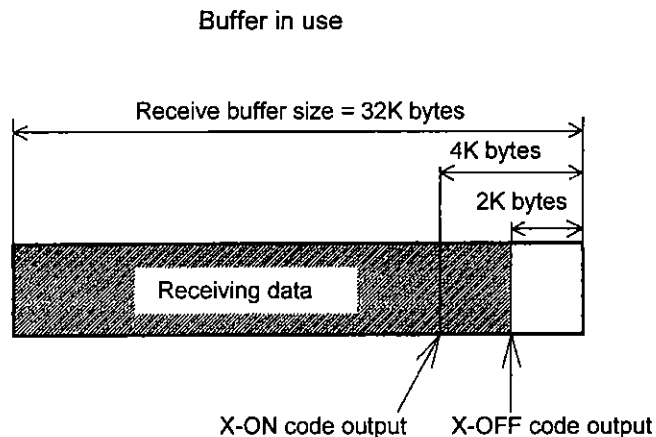 Buffer in use
Receive buffer size = 32K bytes
4K bytes
2K bytes
Receiving data
X-ON code output
X-OFF code output